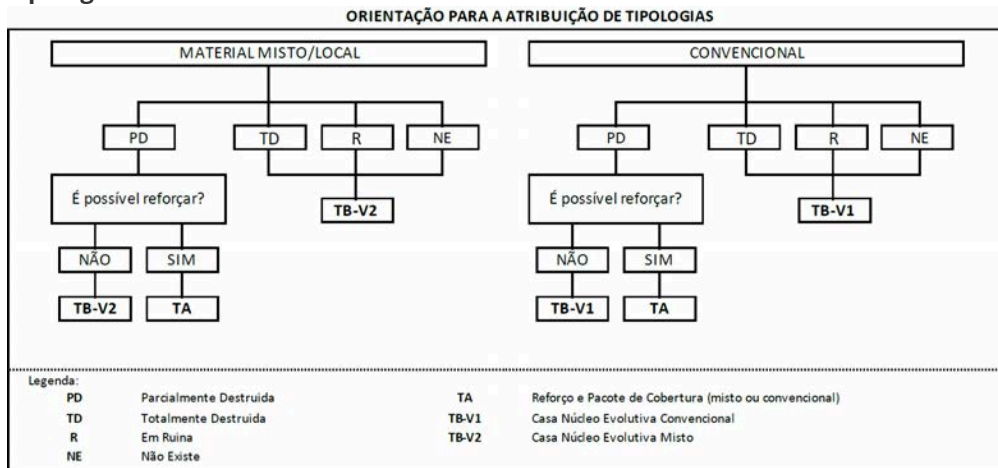 ORIENTAÇÃO PARA A ATRIBUIÇÃO DE TIPOLOGIAS
MATERIAL MISTO/LOCAL
CONVENCIONAL
PD TD R NE
PD TD R NE
É possível reforçar?
TB-V2
É possível reforçar?
TB-V1
NÃO SIM
NÃO SIM
TB-V2 TA
TB-V1 TA
Legenda:
PD Parcialmente Destruida
TA Reforço e Pacote de Cobertura (misto ou convencional)
TD Totalmente Destruida
TB-V1 Casa Núcleo Evolutiva Convencional
R Em Ruina
TB-V2 Casa Núcleo Evolutiva Misto
NE Não Existe